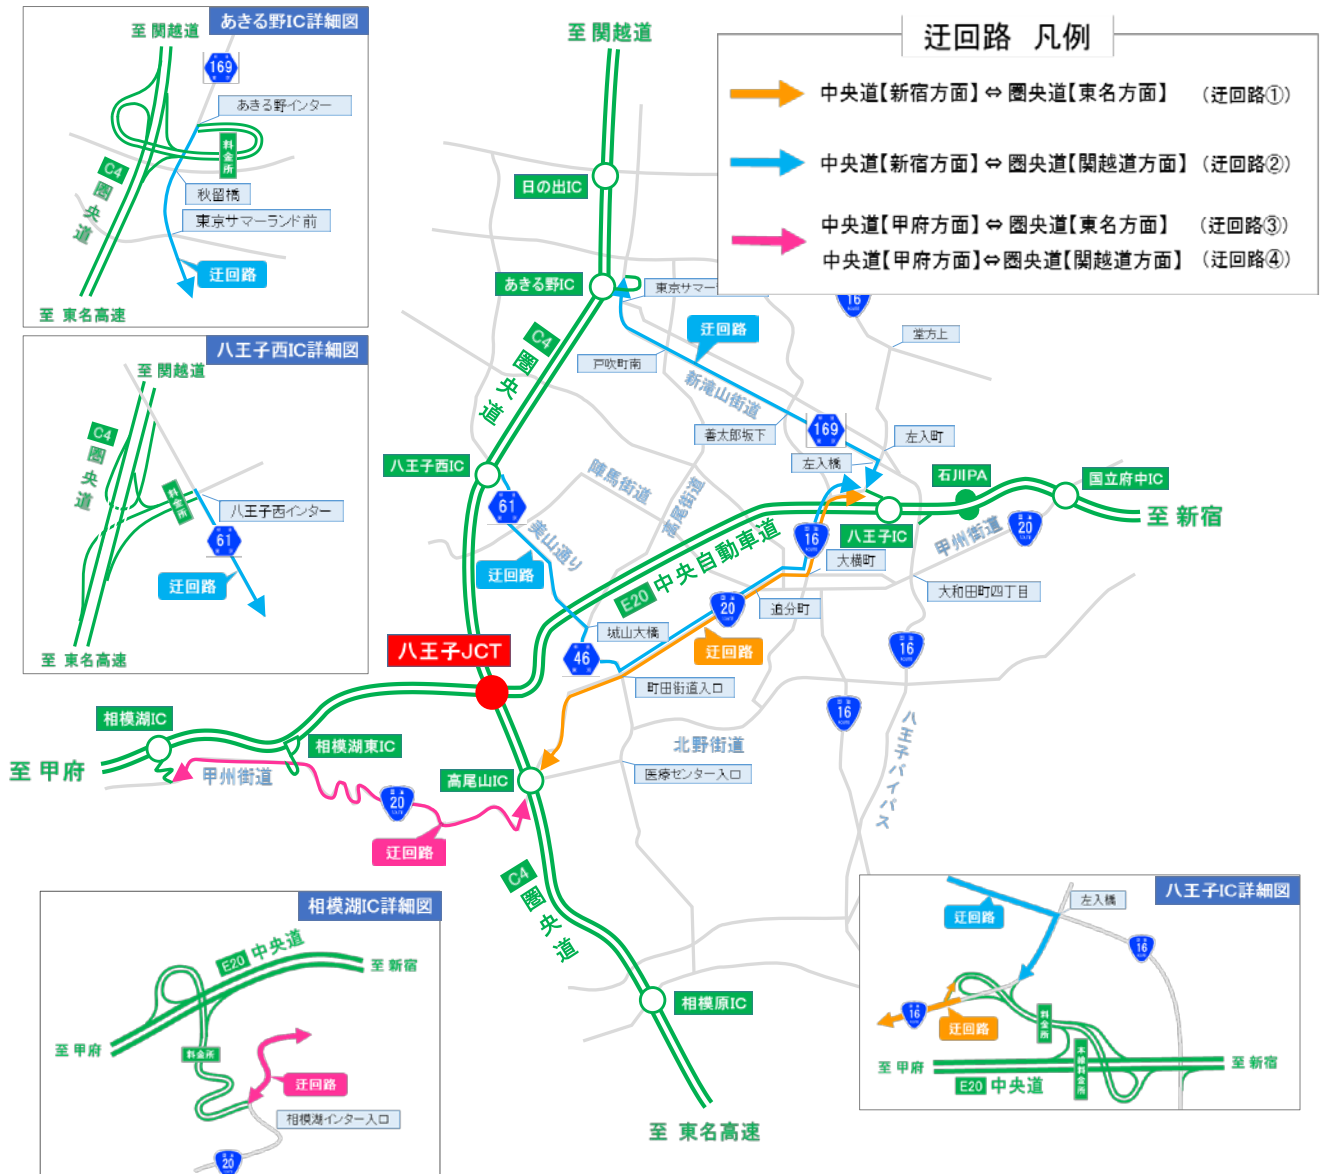 あきる野IC詳細図
至 関越道
169
あきる野インター
料金所
C4
圏央道
秋留橋
東京サマーランド前
迂回路
至 東名高速
八王子西IC詳細図
至 関越道
C4
圏央道
料金所
八王子西インター
61
迂回路
至 東名高速
迂回路 凡例
中央道【新宿方面】⇔ 圏央道【東名方面】 (迂回路①)
中央道【新宿方面】⇔ 圏央道【関越道方面】 (迂回路②)
中央道【甲府方面】⇔ 圏央道【東名方面】 (迂回路③)
中央道【甲府方面】⇔圏央道【関越道方面】 (迂回路④)
至 関越道
日の出IC
あきる野IC
東京サマー
16
堂方上
C4
圏央道
迂回路
戸吹町南
新滝山街道
善太郎坂下
169
左入町
左入橋
石川PA
国立府中IC
至 新宿
八王子西IC
陣馬街道
高尾街道
61
美山通り
迂回路
E20 中央自動車道
16
八王子IC
甲州街道
20
大横町
大和田町四丁目
追分町
20
迂回路
城山大橋
46
16
八王子JCT
町田街道入口
16
相模湖IC
相模湖東IC
至 甲府
甲州街道
高尾山IC
北野街道
医療センター入口
八王子バイパス
20
迂回路
C4
圏央道
相模原IC
至 東名高速
相模湖IC詳細図
E20 中央道
至 新宿
至 甲府
料金所
迂回路
相模湖インター入口
20
八王子IC詳細図
左入橋
迂回路
16
16
迂回路
料金所
本線料金所
至 甲府
至 新宿
E20 中央道